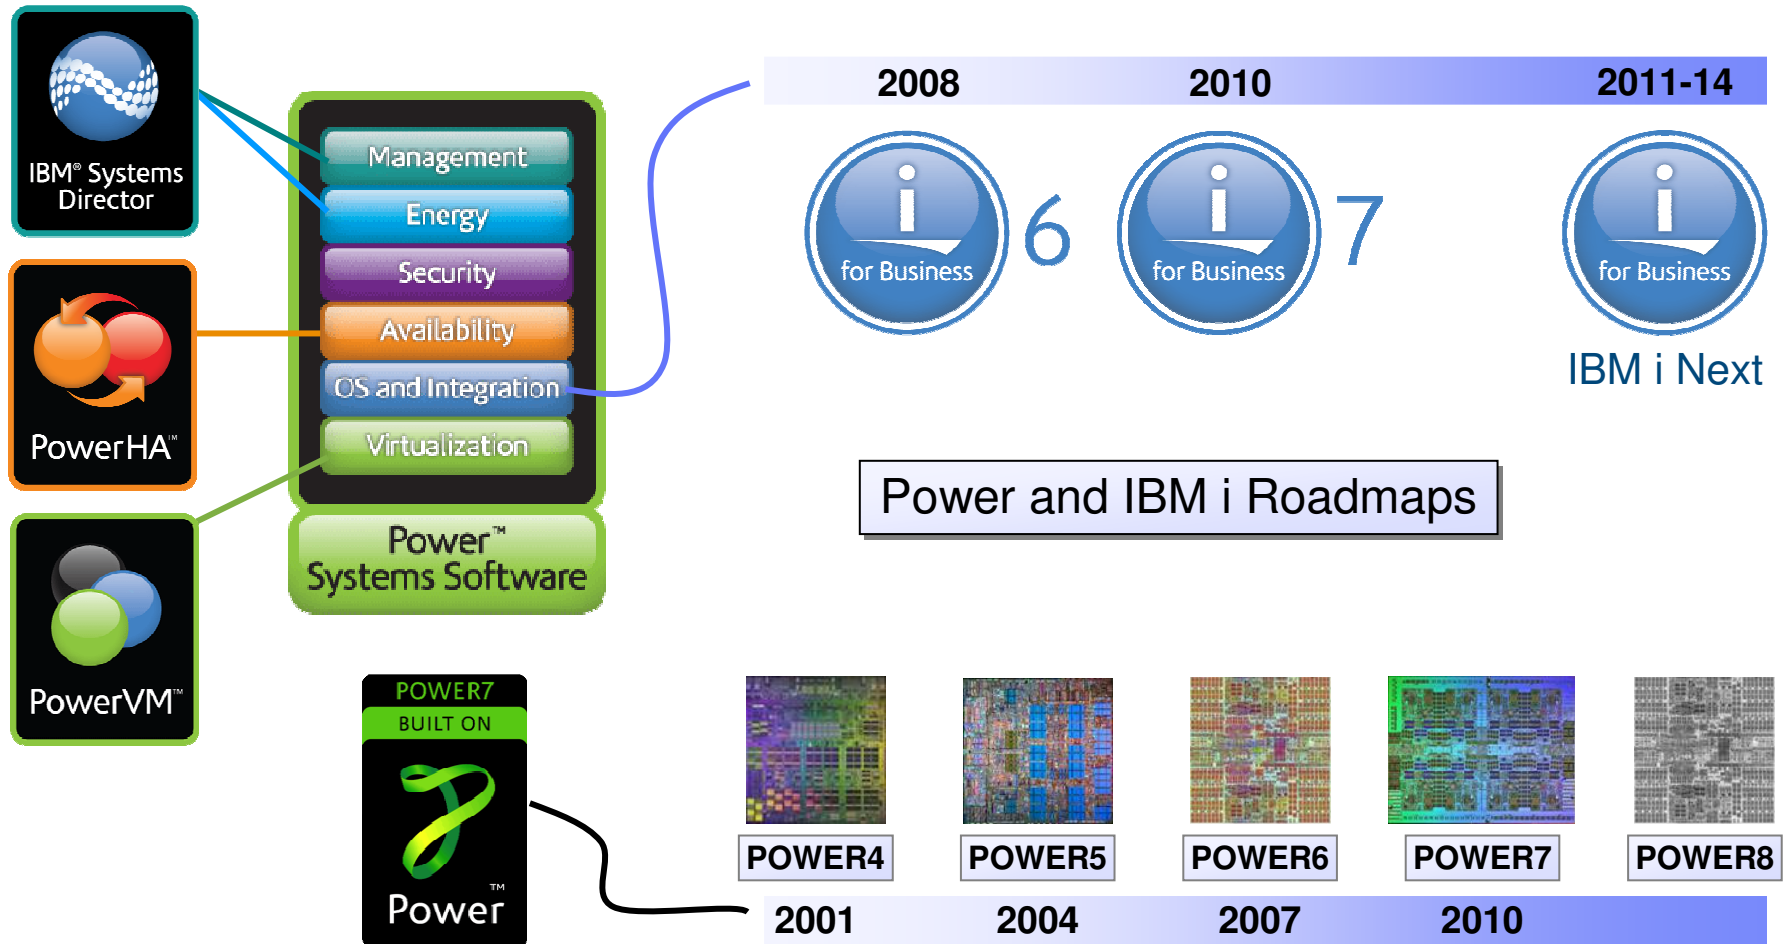 IBM® Systems
Director
PowerHA™
PowerVM™
Management
Energy
Security
Availability
OS and Integration
Virtualization
Power™
Systems Software
2008
2010
2011-14
i
for Business
6
i
for Business
7
i
for Business
IBM i Next
Power and IBM i Roadmaps
POWER7
BUILT ON
Power™
POWER4
POWER5
POWER6
POWER7
POWER8
2001
2004
2007
2010